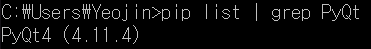 C:₩Users₩Yeojin>pip list | grep PyQt
PyQt4 (4.11.4)